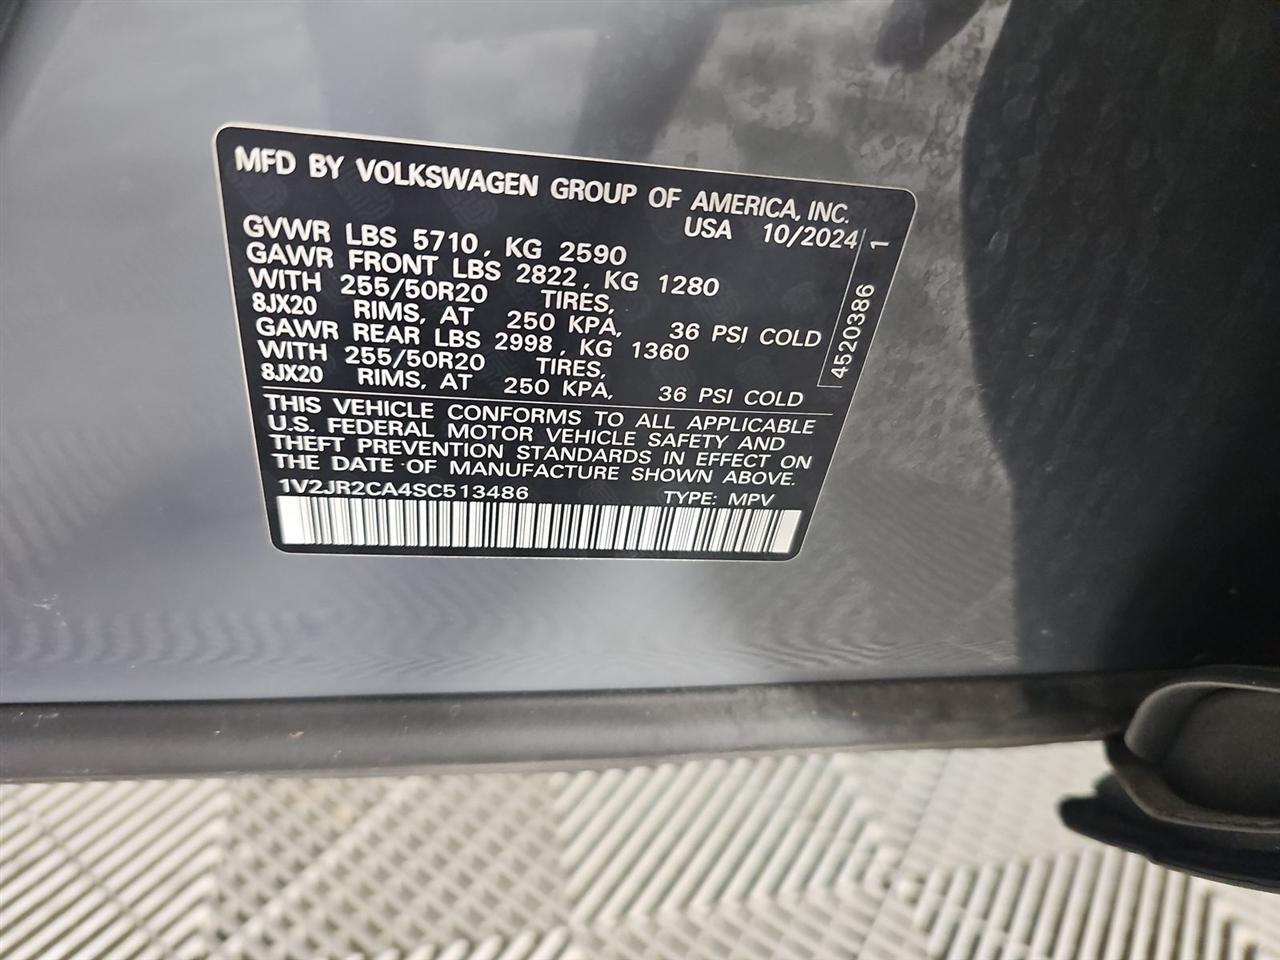 MFD BY VOLKSWAGEN GROUP OF AMERICA, INC.
USA 10/2024
GVWR LBS 5710, KG 2590
GAWR FRONT LBS 2822, KG 1280
WITH 255/50R20 TIRES,
8JX20 RIMS, AT 250 KPA, 36 PSI COLD
GAWR REAR LBS 2998, KG 1360
WITH 255/50R20 TIRES,
8JX20 RIMS, AT 250 KPA, 36 PSI COLD
4520386 1
THIS VEHICLE CONFORMS TO ALL APPLICABLE
U.S. FEDERAL MOTOR VEHICLE SAFETY AND
THEFT PREVENTION STANDARDS IN EFFECT ON
THE DATE OF MANUFACTURE SHOWN ABOVE.
1V2JR2CA4SC513486 TYPE: MPV